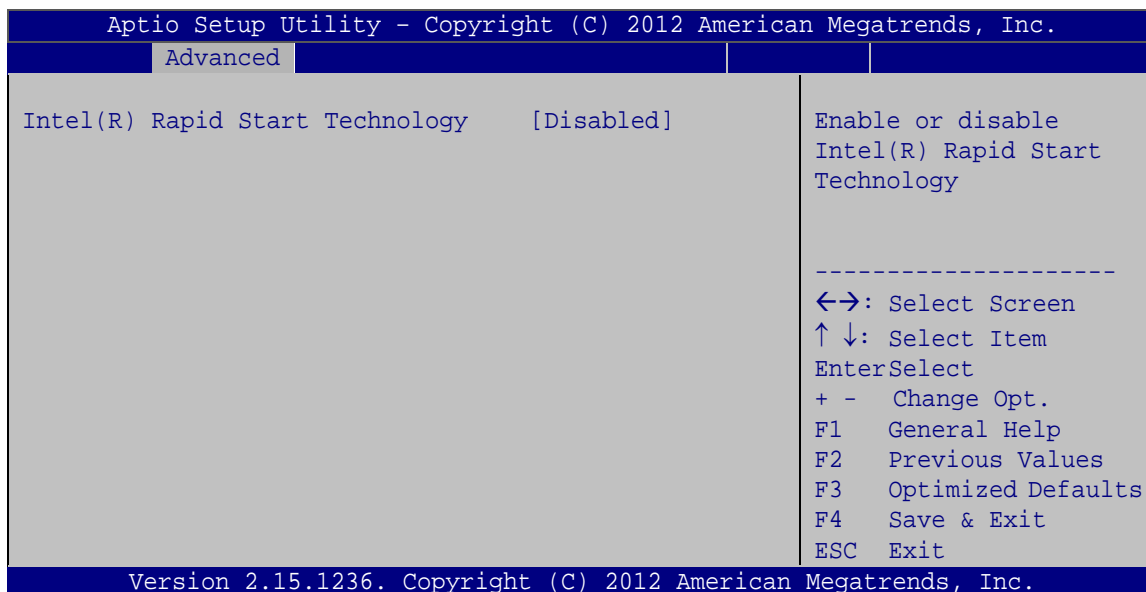 Aptio Setup Utility – Copyright (C) 2012 American Megatrends, Inc.
Advanced
Intel(R) Rapid Start Technology [Disabled]
Enable or disable
Intel(R) Rapid Start
Technology
---------------------
←→: Select Screen
↑ ↓: Select Item
EnterSelect
+ - Change Opt.
F1 General Help
F2 Previous Values
F3 Optimized Defaults
F4 Save & Exit
ESC Exit
Version 2.15.1236. Copyright (C) 2012 American Megatrends, Inc.